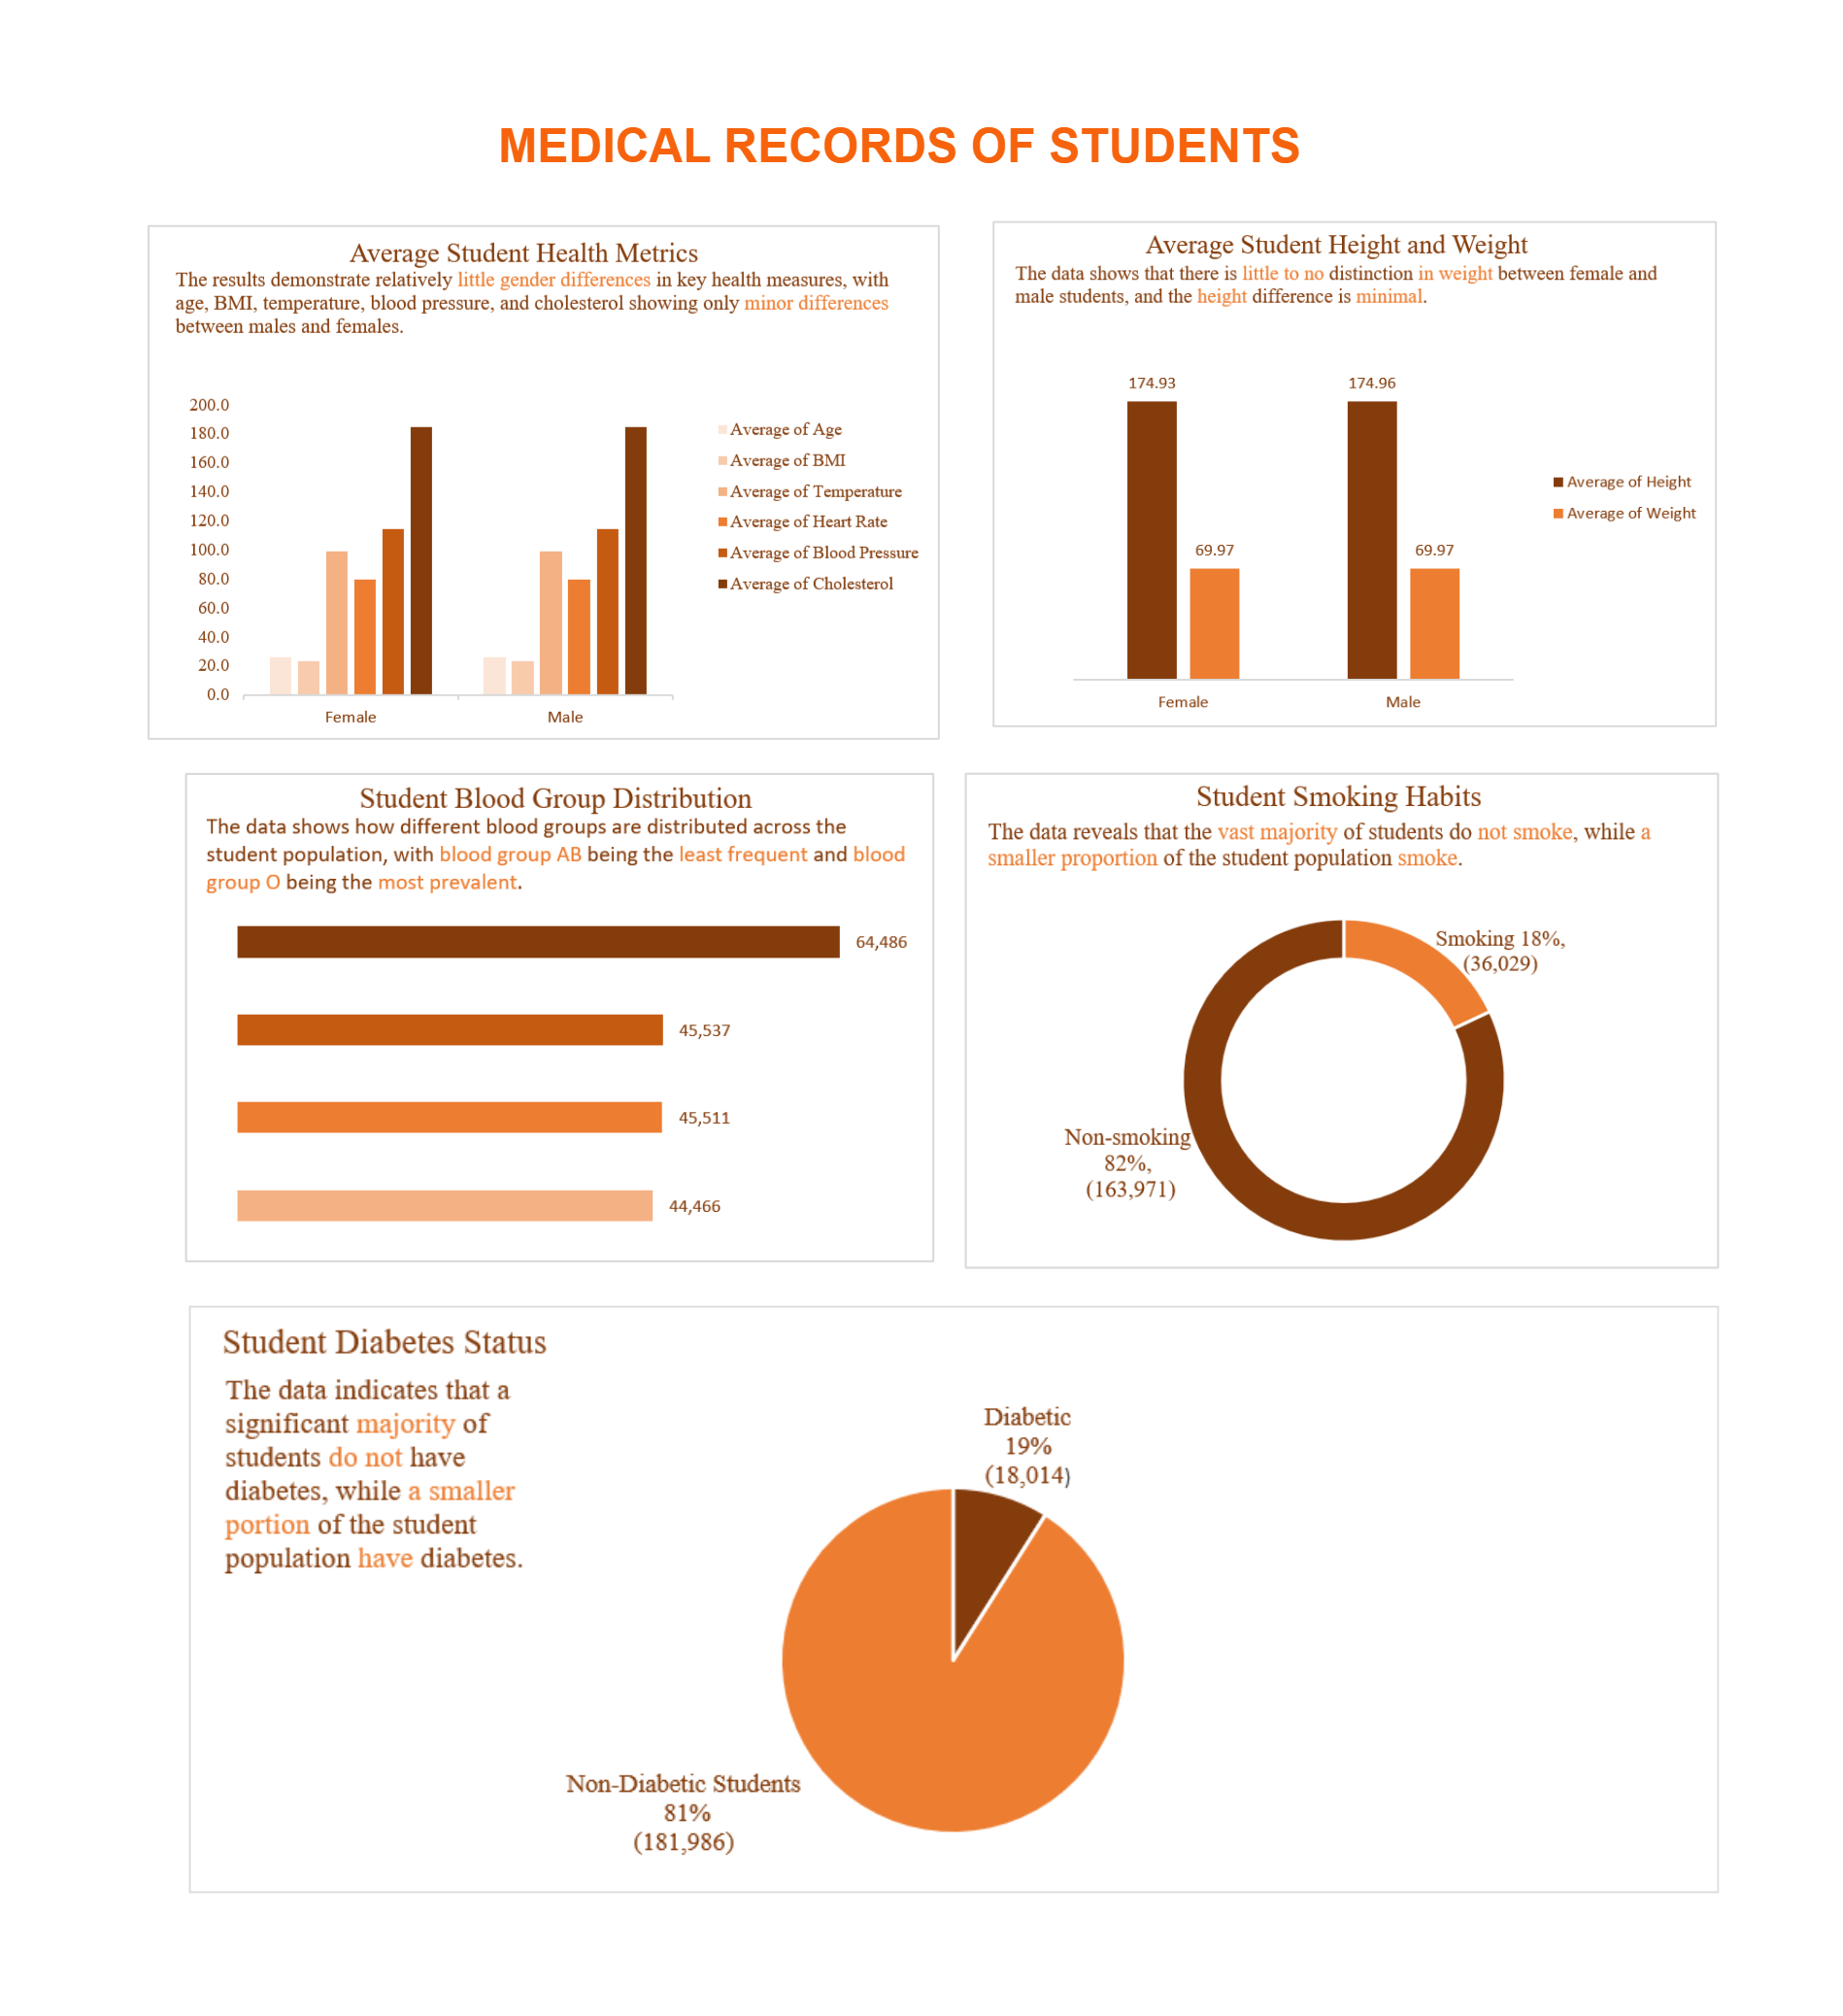 MEDICAL RECORDS OF STUDENTS
Average Student Health Metrics
The results demonstrate relatively little gender differences in key health measures, with
age, BMI, temperature, blood pressure, and cholesterol showing only minor differences
between males and females.
200.0
180.0
160.0
140.0
120.0
100.0
80.0
60.0
40.0
20.0
0.0
Female
Male
Average of Age
Average of BMI
Average of Temperature
Average of Heart Rate
Average of Blood Pressure
Average of Cholesterol
Average Student Height and Weight
The data shows that there is little to no distinction in weight between female and
male students, and the height difference is minimal.
174.93
69.97
174.96
69.97
Female
Male
Average of Height
Average of Weight
Student Blood Group Distribution
The data shows how different blood groups are distributed across the
student population, with blood group AB being the least frequent and blood
group O being the most prevalent.
64,486
45,537
45,511
44,466
Student Smoking Habits
The data reveals that the vast majority of students do not smoke, while a
smaller proportion of the student population smoke.
Smoking 18%,
(36,029)
Non-smoking
82%,
(163,971)
Student Diabetes Status
The data indicates that a
significant majority of
students do not have
diabetes, while a smaller
portion of the student
population have diabetes.
Diabetic
19%
(18,014)
Non-Diabetic Students
81%
(181,986)